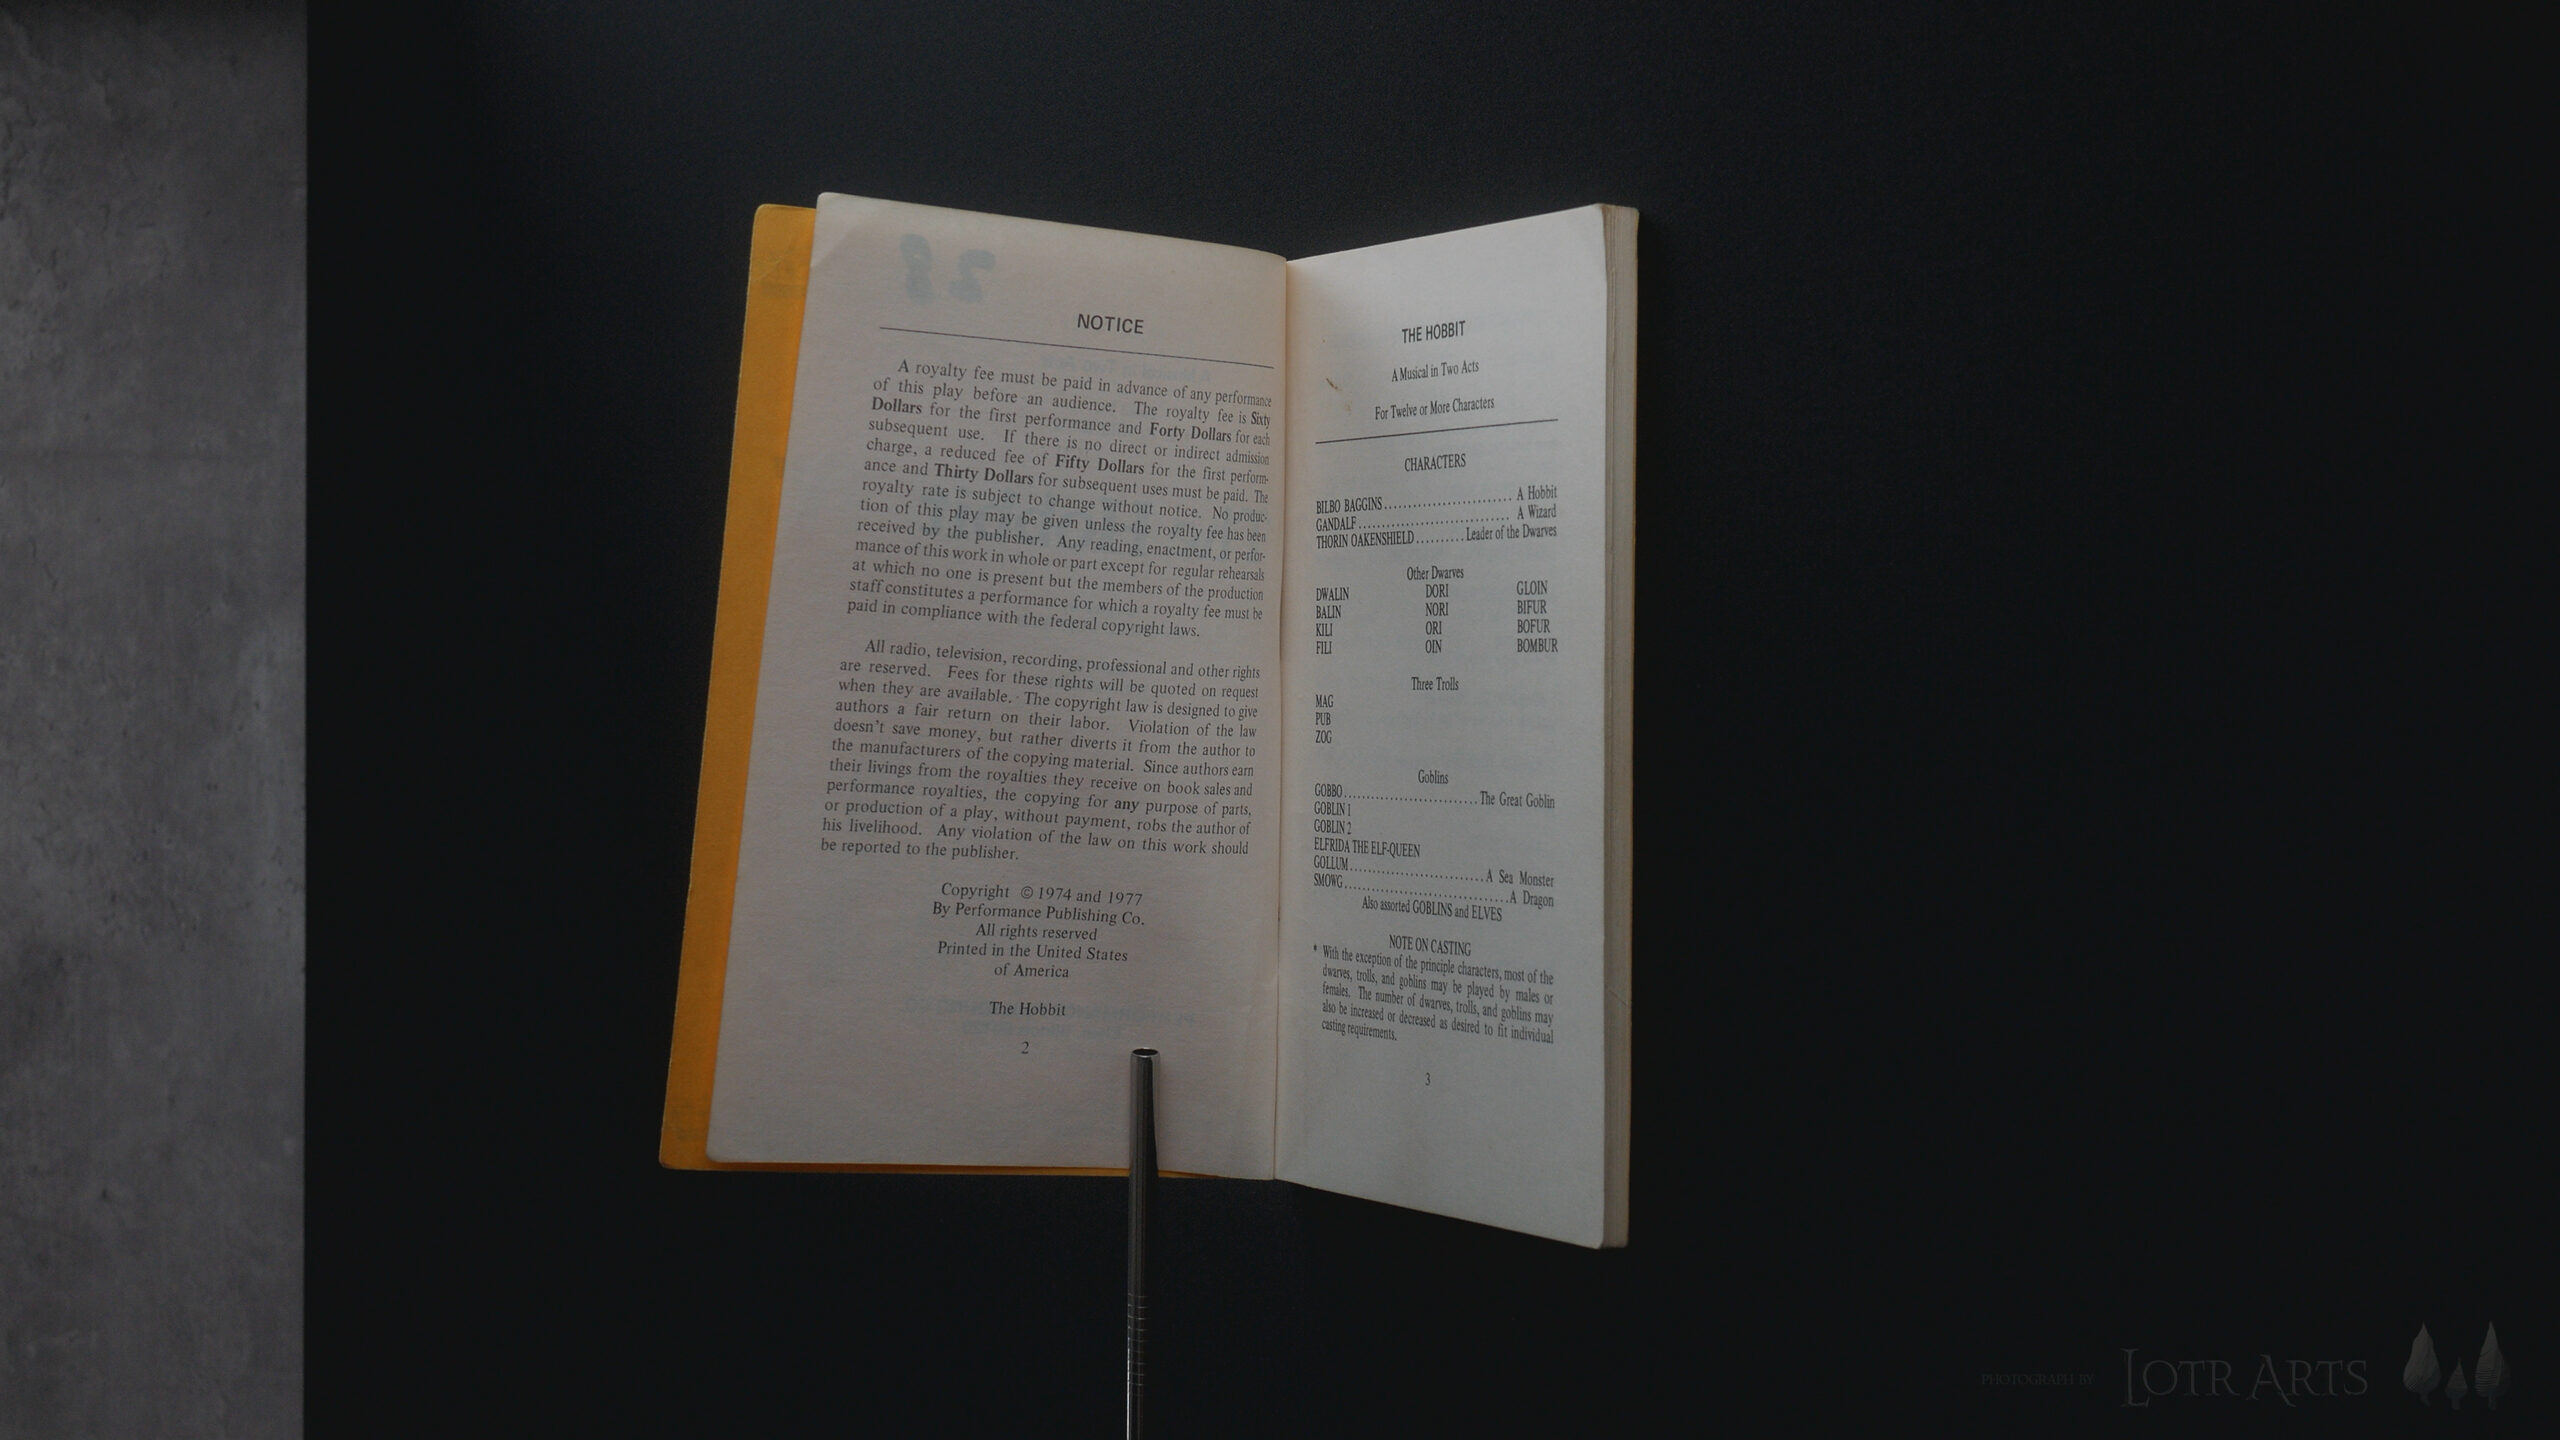 28
NOTICE
A royalty fee must be paid in advance of any performance
of this play before an audience. The royalty fee is Sixty
Dollars for the first performance and Forty Dollars for each
subsequent use. If there is no direct or indirect admission
charge, a reduced fee of Fifty Dollars for the first perform-
ance and Thirty Dollars for subsequent uses must be paid. The
royalty rate is subject to change without notice. No produc-
tion of this play may be given unless the royalty fee has been
received by the publisher. Any reading, enactment, or perfor-
mance of this work in whole or part except for regular rehearsals
at which no one is present but the members of the production
staff constitutes a performance for which a royalty fee must be
paid in compliance with the federal copyright laws.
All radio, television, recording, professional and other rights
are reserved. Fees for these rights will be quoted on request
when they are available. The copyright law is designed to give
authors a fair return on their labor. Violation of the law
doesn't save money, but rather diverts it from the author to
the manufacturers of the copying material. Since authors earn
their livings from the royalties they receive on book sales and
performance royalties, the copying for any purpose of parts,
or production of a play, without payment, robs the author of
his livelihood. Any violation of the law on this work should
be reported to the publisher.
Copyright © 1974 and 1977
By Performance Publishing Co.
All rights reserved
Printed in the United States
of America
The Hobbit
2
THE HOBBIT
A Musical in Two Acts
For Twelve or More Characters
CHARACTERS
BILBO BAGGINS........................... A Hobbit
GANDALF................................ A Wizard
THORIN OAKENSHIELD..........Leader of the Dwarves
Other Dwarves
DWALIN DORI GLOIN
BALIN NORI BIFUR
KILI ORI BOFUR
FILI OIN BOMBUR
Three Trolls
MAG
PUB
ZOG
Goblins
GOBBO............................The Great Goblin
GOBLIN 1
GOBLIN 2
ELFRIDA THE ELF-QUEEN
GOLLUM............................A Sea Monster
SMOWG..................................A Dragon
Also assorted GOBLINS and ELVES
NOTE ON CASTING
* With the exception of the principle characters, most of the
dwarves, trolls, and goblins may be played by males or
females. The number of dwarves, trolls, and goblins may
also be increased or decreased as desired to fit individual
casting requirements.
3
PHOTOGRAPH BY LOTR ARTS